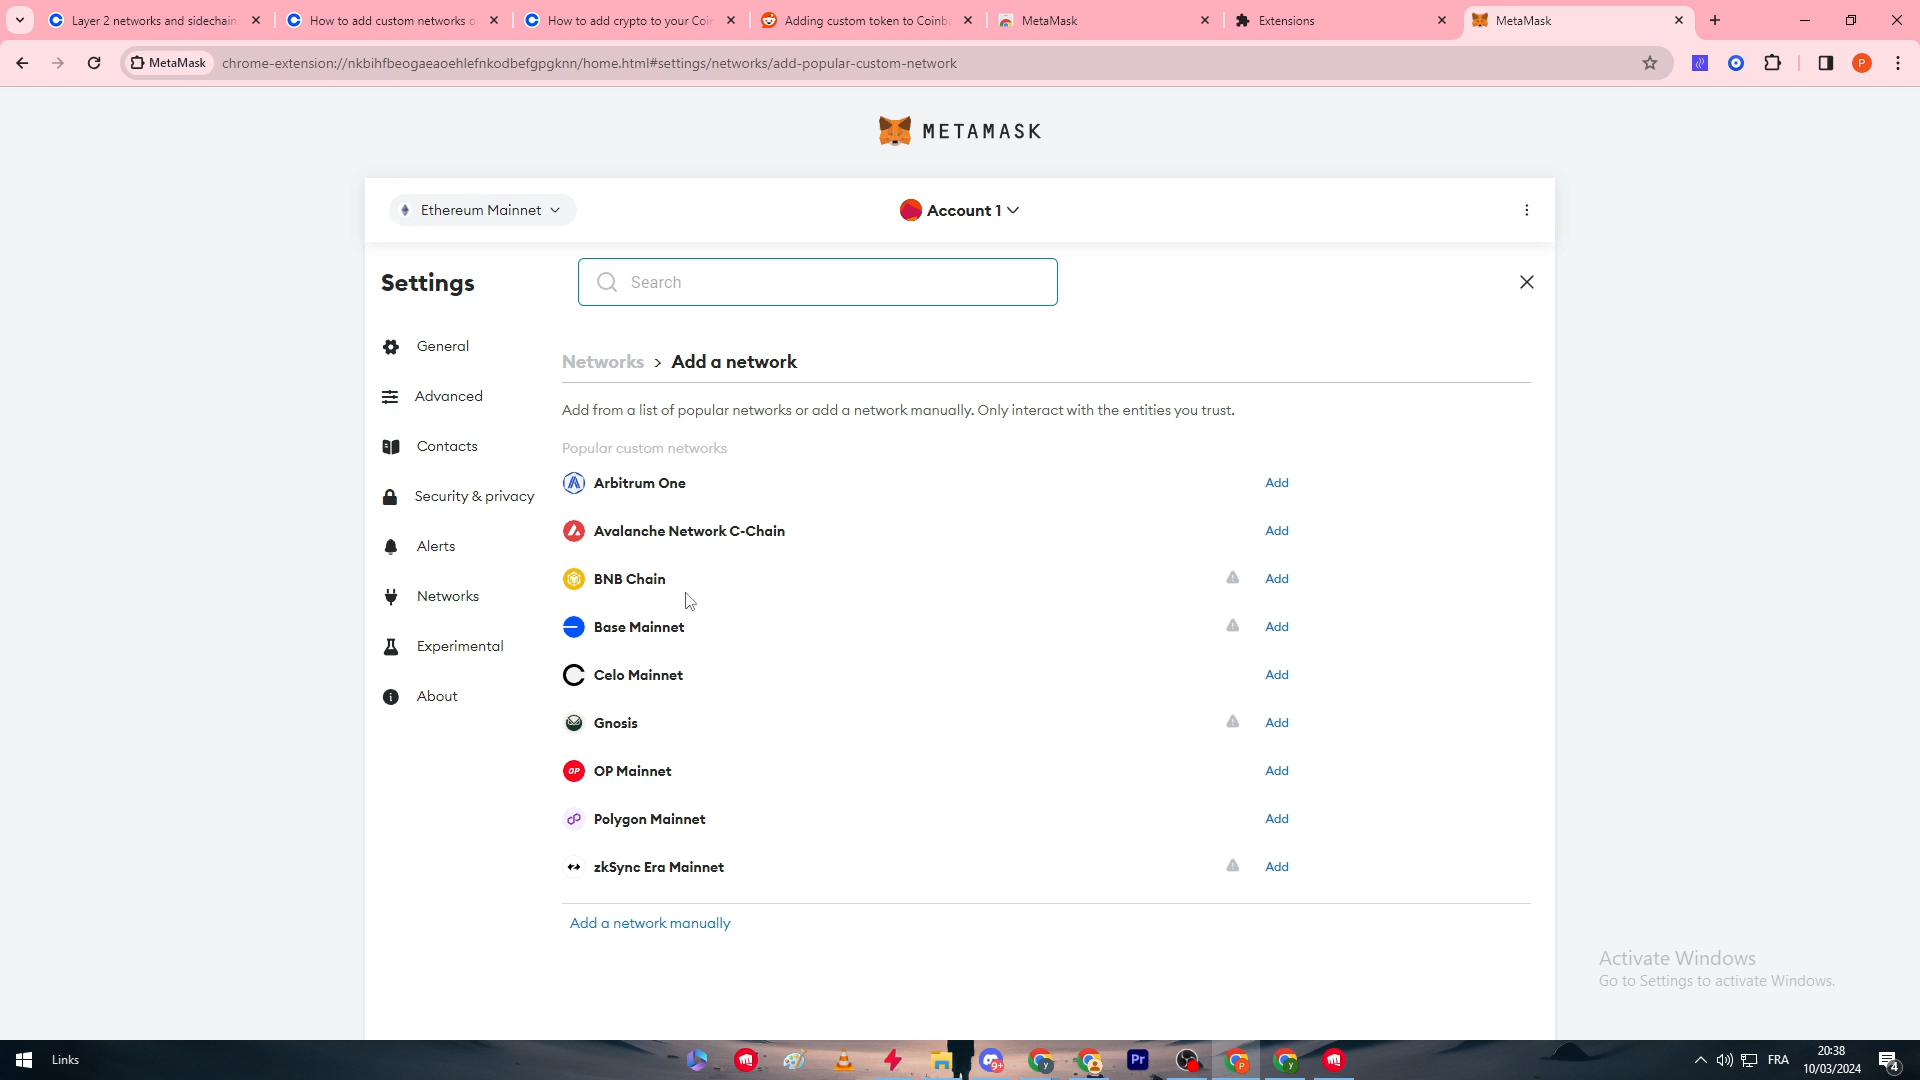 Layer 2 networks and sidechain
How to add custom networks o
How to add crypto to your Coin
Adding custom token to Coinb
MetaMask
Extensions
MetaMask
MetaMask
chrome-extension://nkbihfbeogaeaoehlefnkodbefgpgknn/home.html#settings/networks/add-popular-custom-network
P
METAMASK
Ethereum Mainnet
Account 1
Settings
Search
General
Advanced
Contacts
Security & privacy
Alerts
Networks
Experimental
About
Networks > Add a network
Add from a list of popular networks or add a network manually. Only interact with the entities you trust.
Popular custom networks
Arbitrum One Add
Avalanche Network C-Chain Add
BNB Chain Add
Base Mainnet Add
Celo Mainnet Add
Gnosis Add
OP OP Mainnet Add
Polygon Mainnet Add
zkSync Era Mainnet Add
Add a network manually
Activate Windows
Go to Settings to activate Windows.
Links
9+
Pr
FRA
20:38
10/03/2024
4